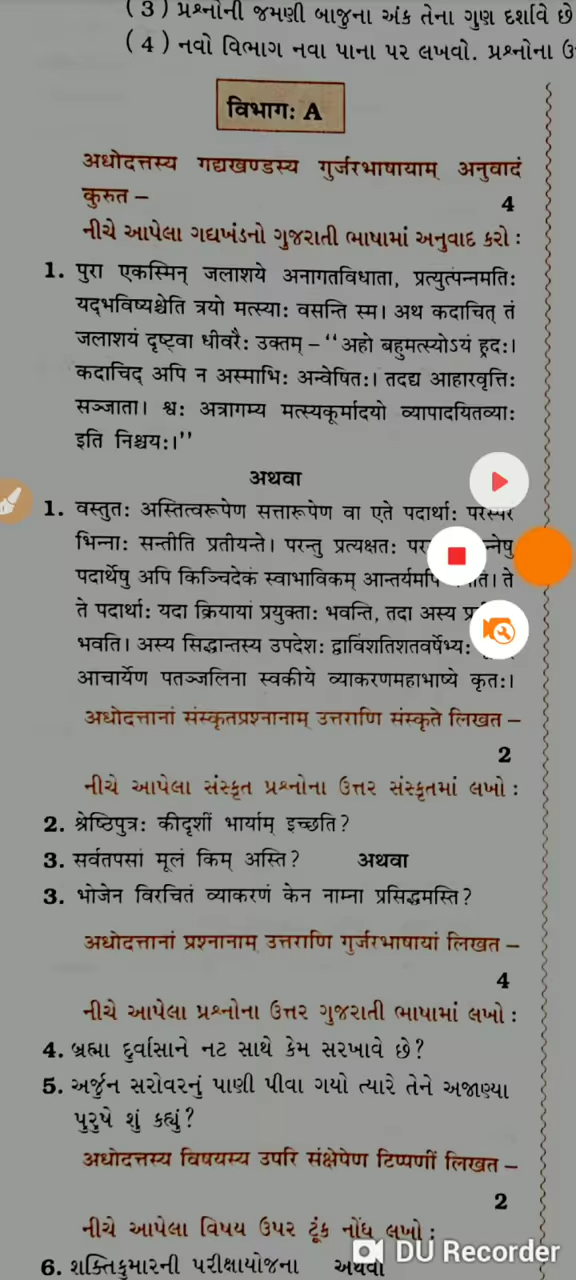 (3) પ્રશ્નોની જમણી બાજુના અંક તેના ગુણ દર્શાવે છે
(4) નવો વિભાગ નવા પાના પર લખવો. પ્રશ્નોના
विभागः A
अधोदत्तस्य गद्यखण्डस्य गुर्जरभाषायाम् अनुवादं
कुरुत –
4
નીચે આપેલા ગદ્યખંડનો ગુજરાતી ભાષામાં અનુવાદ કરો :
1. पुरा एकस्मिन् जलाशये अनागतविधाता, प्रत्युत्पन्नमतिः
यद्भविष्यश्चेति त्रयो मत्स्याः वसन्ति स्म। अथ कदाचित् तं
जलाशयं दृष्ट्वा धीवरैः उक्तम् – “अहो बहुमत्स्योऽयं ह्रदः।
कदाचिद् अपि न अस्माभिः अन्वेषितः। तदद्य आहारवृत्तिः
सञ्जाता। श्वः अत्रागम्य मत्स्यकूर्मादयो व्यापादयितव्याः
इति निश्चयः।”
अथवा
1. वस्तुतः अस्तित्वरूपेण सत्तारूपेण वा एते पदार्थाः परस्पर
भिन्नाः सन्तीति प्रतीयन्ते। परन्तु प्रत्यक्षतः
पदार्थेषु अपि किञ्चिदेकं स्वाभाविकम् ते
ते पदार्थाः यदा क्रियायां प्रयुक्ताः भवन्ति, तदा अस्य
भवति। अस्य सिद्धान्तस्य उपदेशः द्वाविंशतिशतवर्षेभ्यः
आचार्येण पतञ्जलिना स्वकीये व्याकरणमहाभाष्ये कृतः।
अधोदत्तानां संस्कृतप्रश्नानाम् उत्तराणि संस्कृते लिखत –
2
નીચે આપેલા સંસ્કૃત પ્રશ્નોના ઉત્તર સંસ્કૃતમાં લખો :
2. श्रेष्ठिपुत्रः कीदृशीं भार्याम् इच्छति?
3. सर्वतपसां मूलं किम् अस्ति? अथवा
3. भोजेन विरचितं व्याकरणं केन नाम्ना प्रसिद्धमस्ति?
अधोदत्तानां प्रश्नानाम् उत्तराणि गुर्जरभाषायां लिखत –
4
નીચે આપેલા પ્રશ્નોના ઉત્તર ગુજરાતી ભાષામાં લખો :
4. બ્રહ્મા દુર્વાસાને નટ સાથે કેમ સરખાવે છે?
5. અર્જુન સરોવરનું પાણી પીવા ગયો ત્યારે તેને અજાણ્યા
પુરુષે શું કહ્યું?
अधोदत्तस्य विषयस्य उपरि संक्षेपेण टिप्पणीं लिखत –
2
નીચે આપેલા વિષય ઉપર ટૂંક નોંધ લખો :
6. શક્તિકુમારની પરીક્ષાયોજના अथवा
DU Recorder